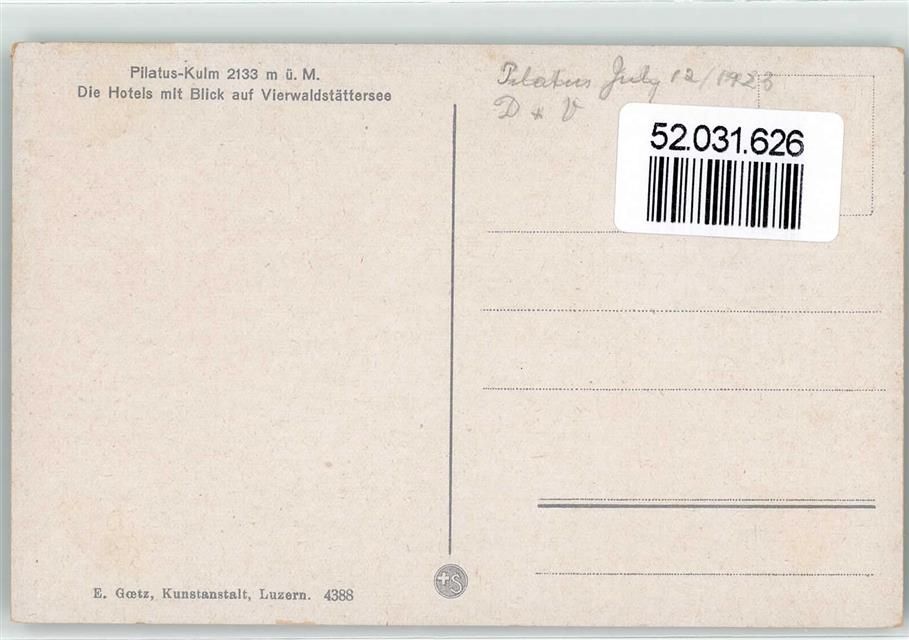 Pilatus-Kulm 2133 m ü. M.
Die Hotels mit Blick auf Vierwaldstättersee
Pilatus July 12/1923
D & V
52.031.626
E. Gœtz, Kunstanstalt, Luzern. 4388
S